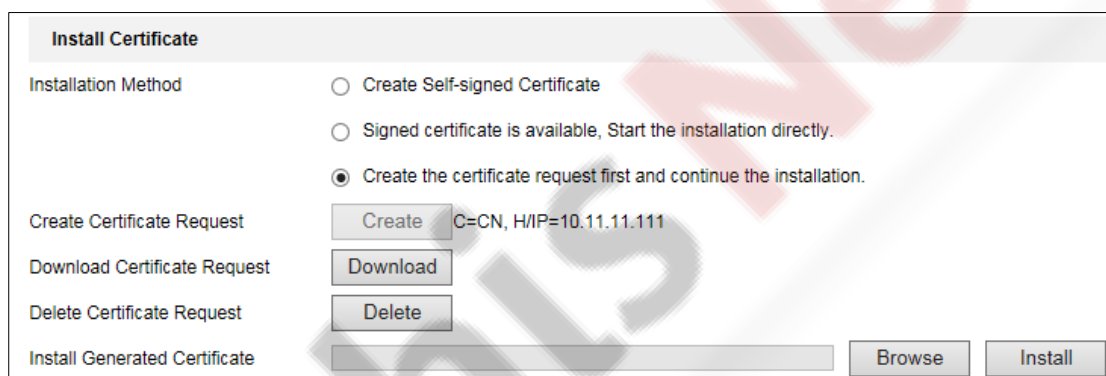 Install Certificate
Installation Method Create Self-signed Certificate
Signed certificate is available, Start the installation directly.
Create the certificate request first and continue the installation.
Create Certificate Request Create C=CN, H/IP=10.11.11.111
Download Certificate Request Download
Delete Certificate Request Delete
Install Generated Certificate Browse Install